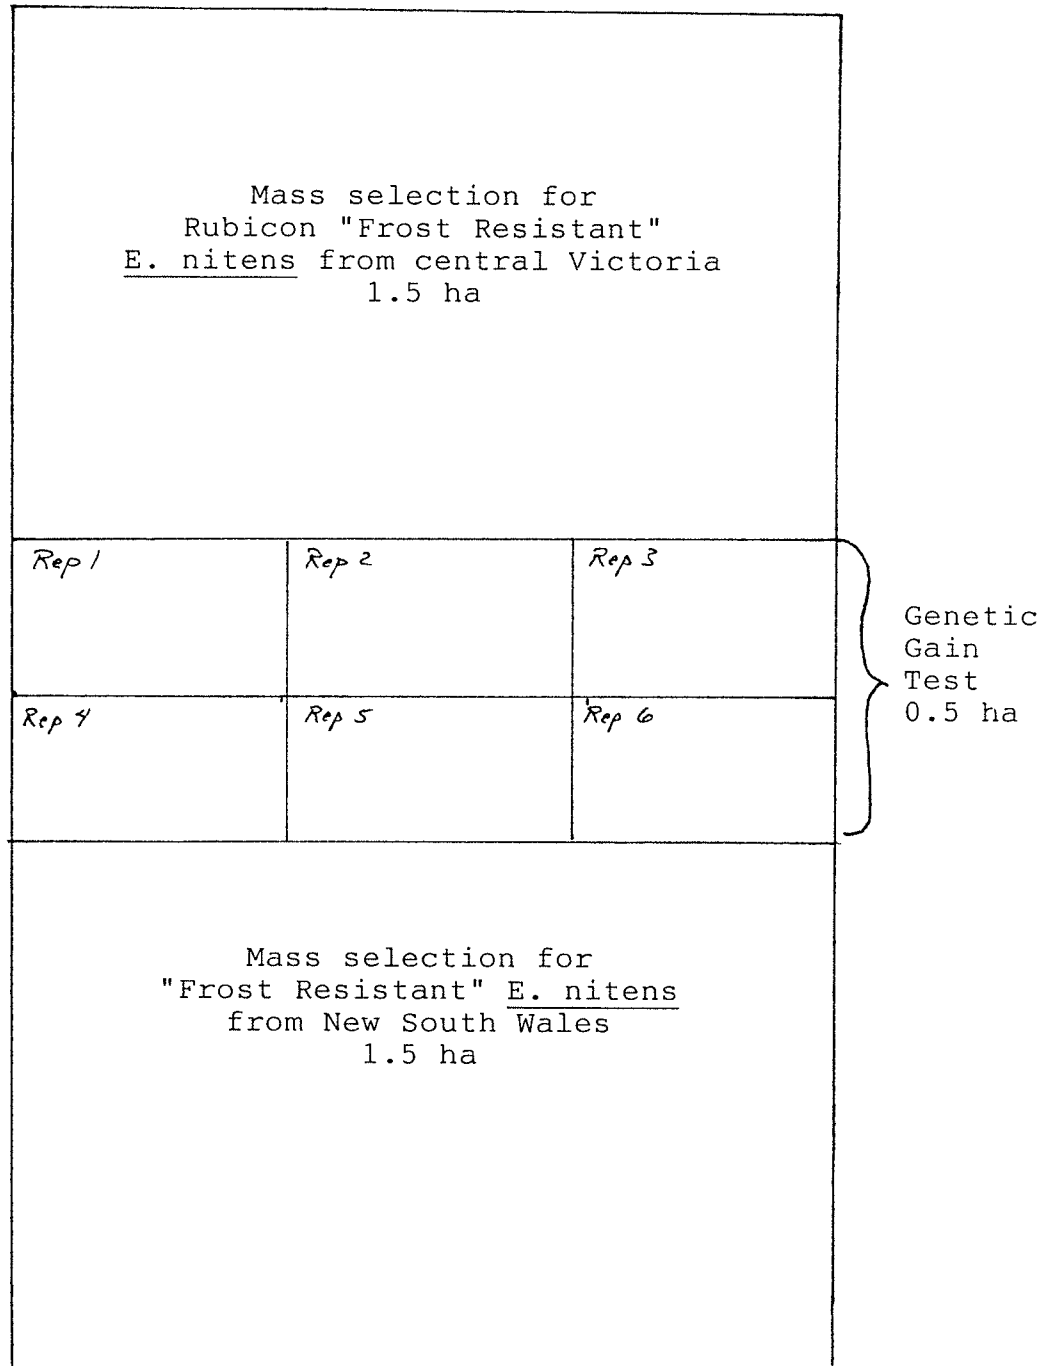 Mass selection for
Rubicon "Frost Resistant"
E. nitens from central Victoria
1.5 ha
Rep 1
Rep 2
Rep 3
Genetic
Gain
Test
0.5 ha
Rep 4
Rep 5
Rep 6
Mass selection for
"Frost Resistant" E. nitens
from New South Wales
1.5 ha